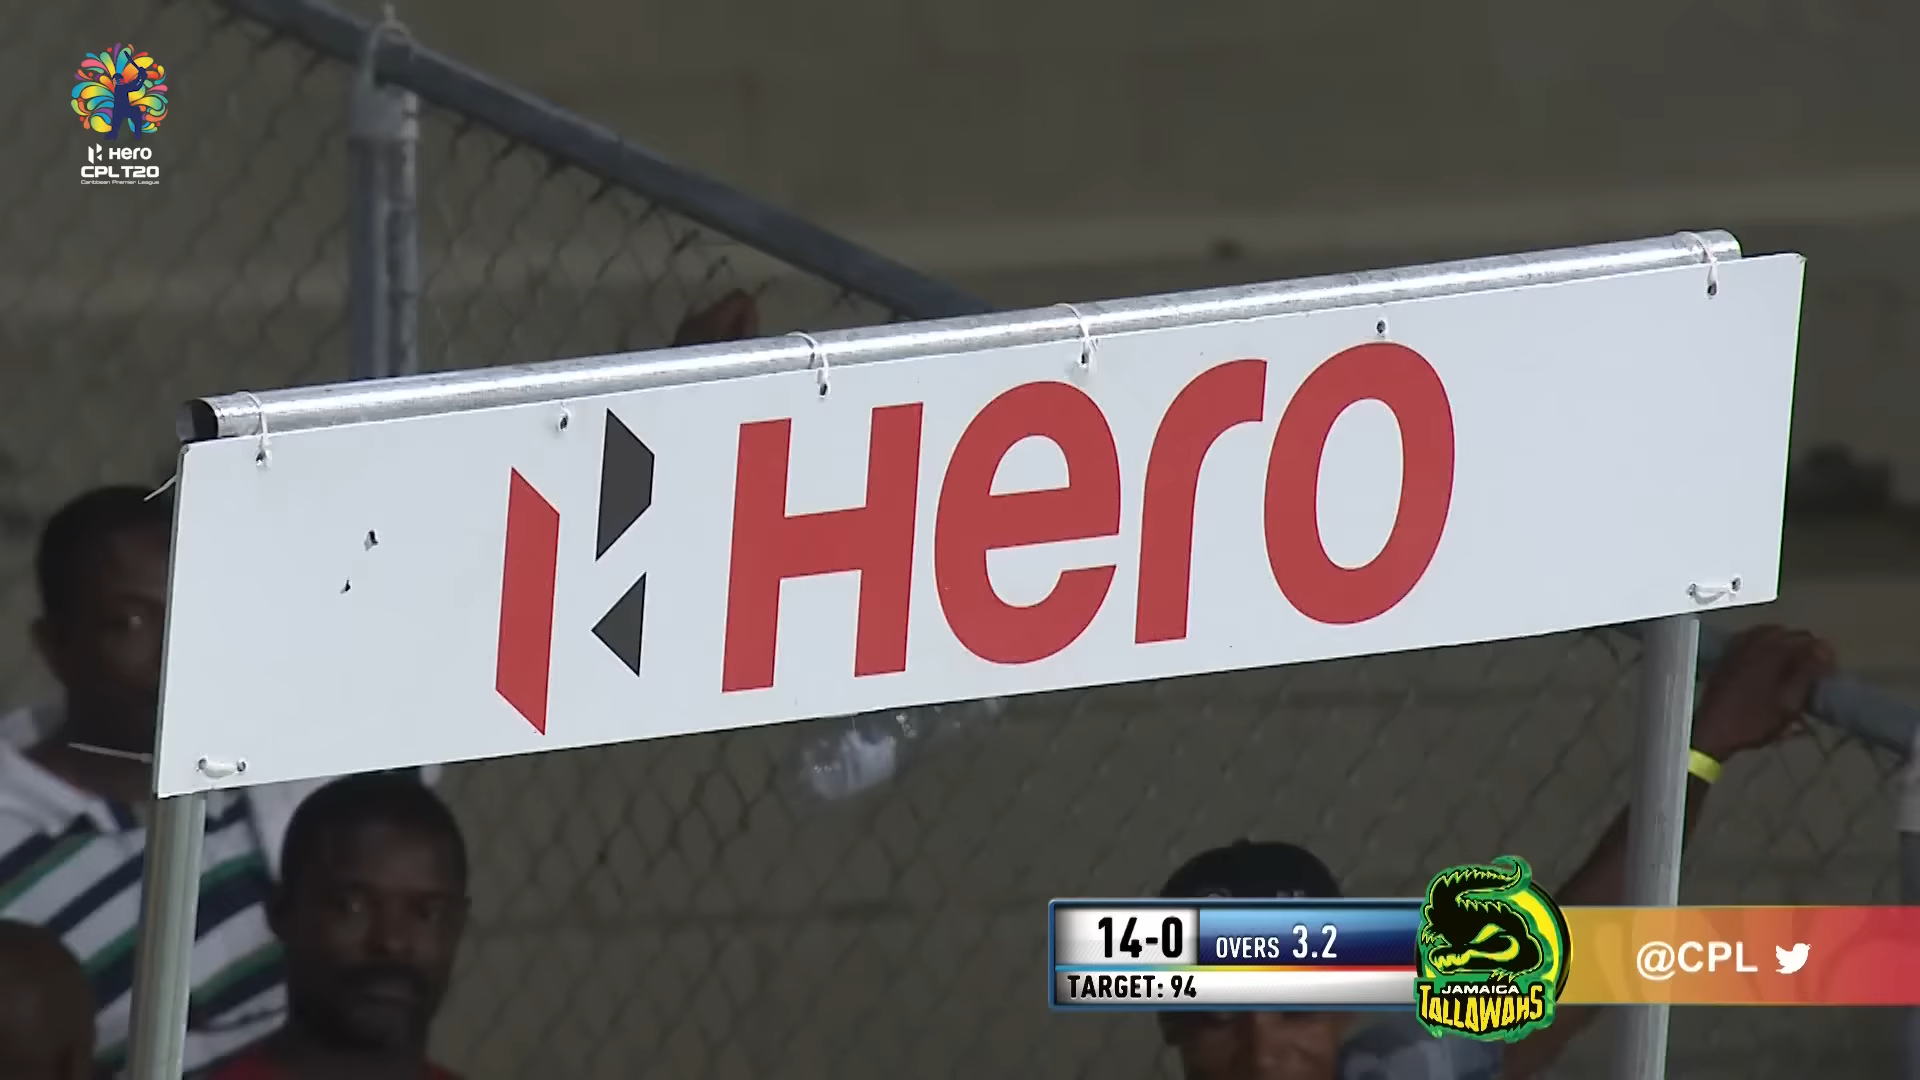 Hero
CPLT20
Caribbean Premier League
Hero
14-0 OVERS 3.2
TARGET: 94
JAMAICA
TALLAWAHS
@CPL